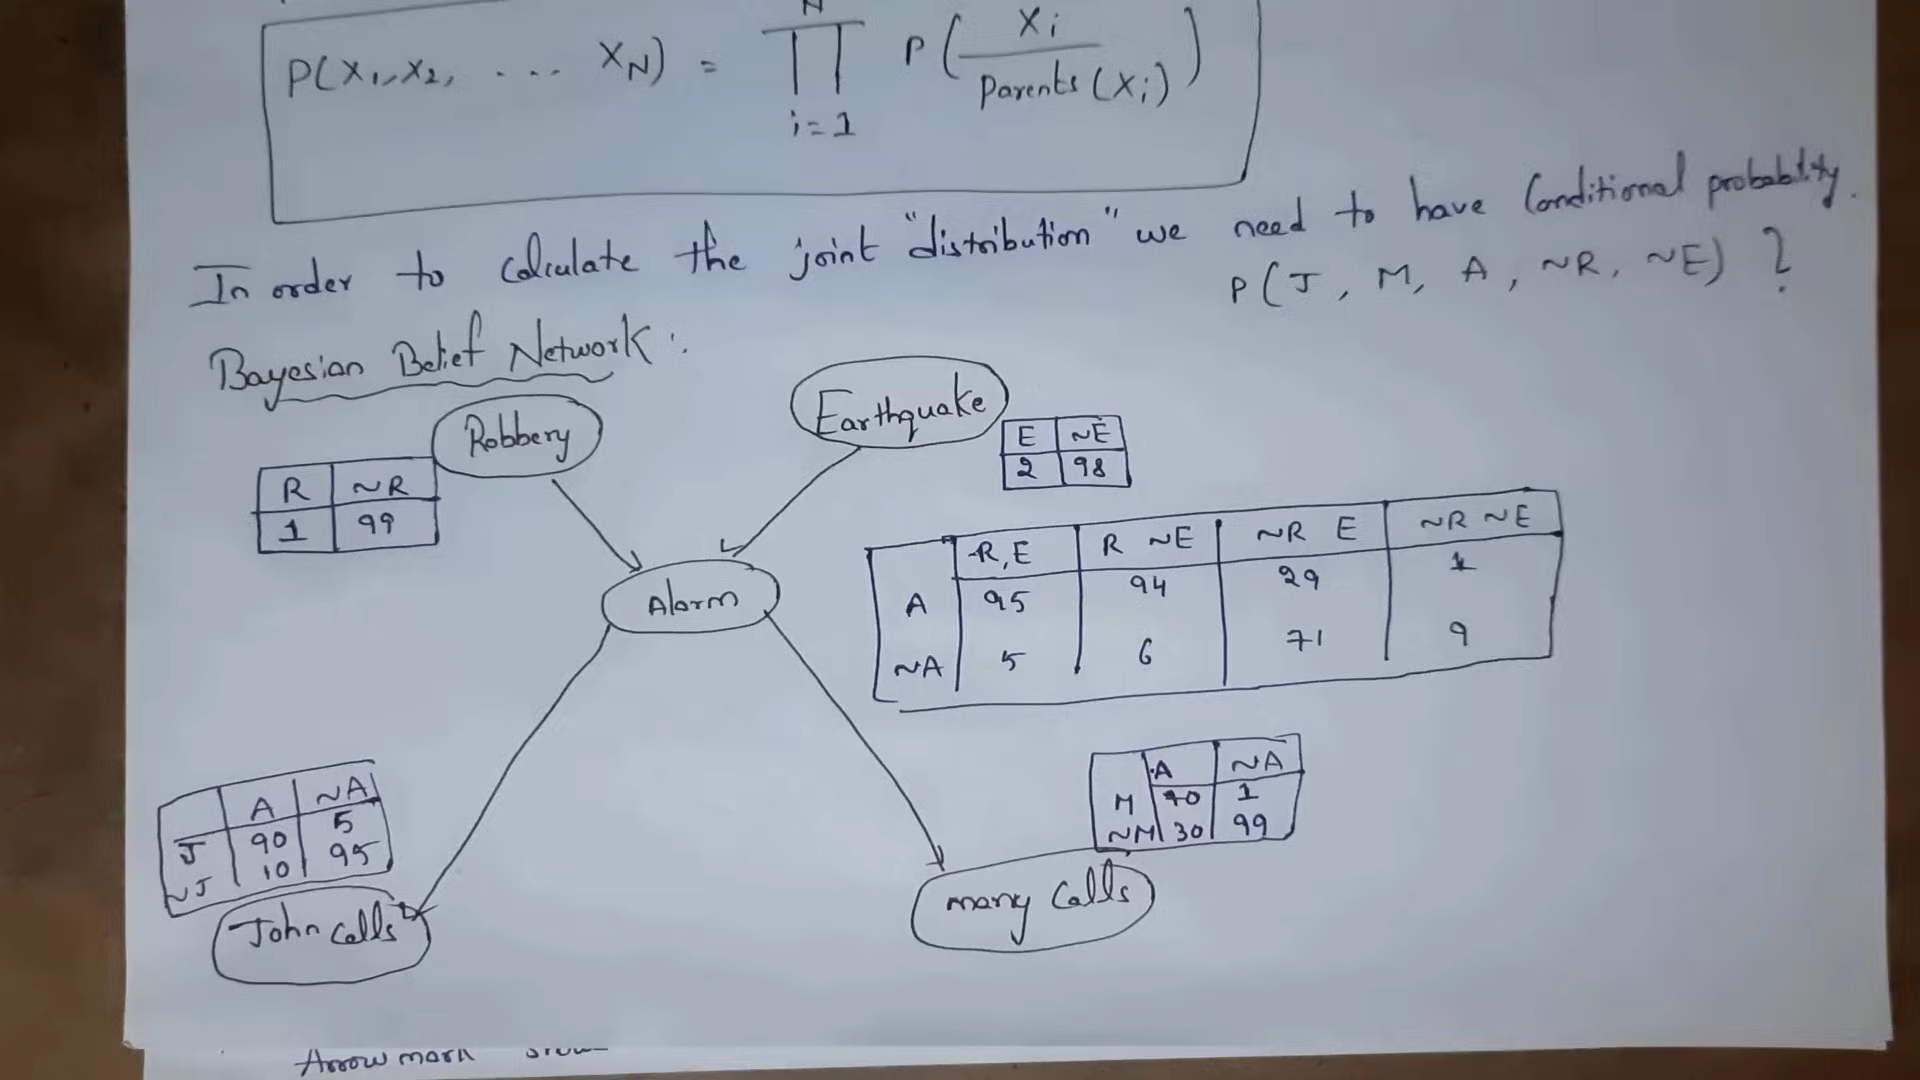 N
P(X1, X2, .... XN) = ∏ P(Xi / Parents(Xi))
i=1
In order to calculate the joint "distribution" we need to have Conditional probability.
P(J, M, A, ~R, ~E) ?
Bayesian Belief Network :
Robbery
Earthquake
R ~R
1 99
E ~E
2 98
Alarm
R,E R ~E ~R E ~R ~E
A 95 94 29 1
~A 5 6 71 9
A ~A
J 90 5
~J 10 95
A ~A
M 70 1
~M 30 99
John calls
many calls
Arrow mark